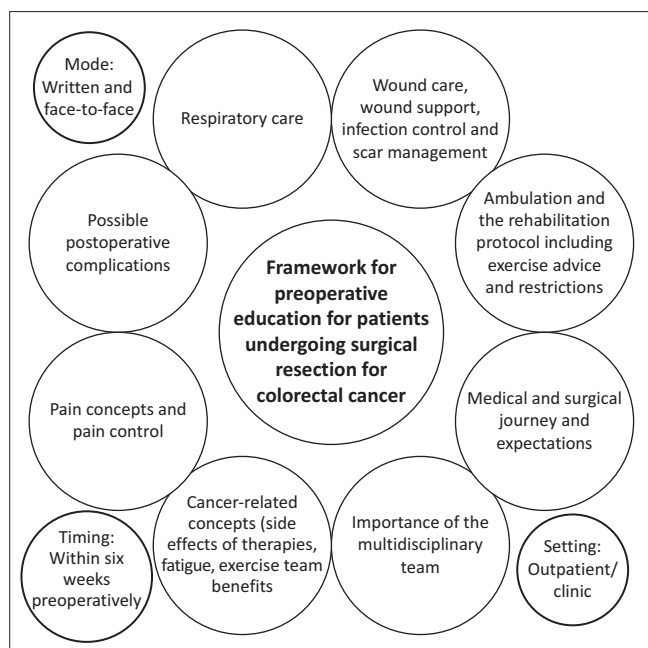 Mode:
Written and
face-to-face
Respiratory care
Wound care,
wound support,
infection control and
scar management
Possible
postoperative
complications
Ambulation and
the rehabilitation
protocol including
exercise advice
and restrictions
Framework for
preoperative
education for patients
undergoing surgical
resection for
colorectal cancer
Pain concepts and
pain control
Medical and surgical
journey and
expectations
Cancer-related
concepts (side
effects of therapies,
fatigue, exercise team
benefits
Importance of the
multidisciplinary
team
Timing:
Within six
weeks
preoperatively
Setting:
Outpatient/
clinic